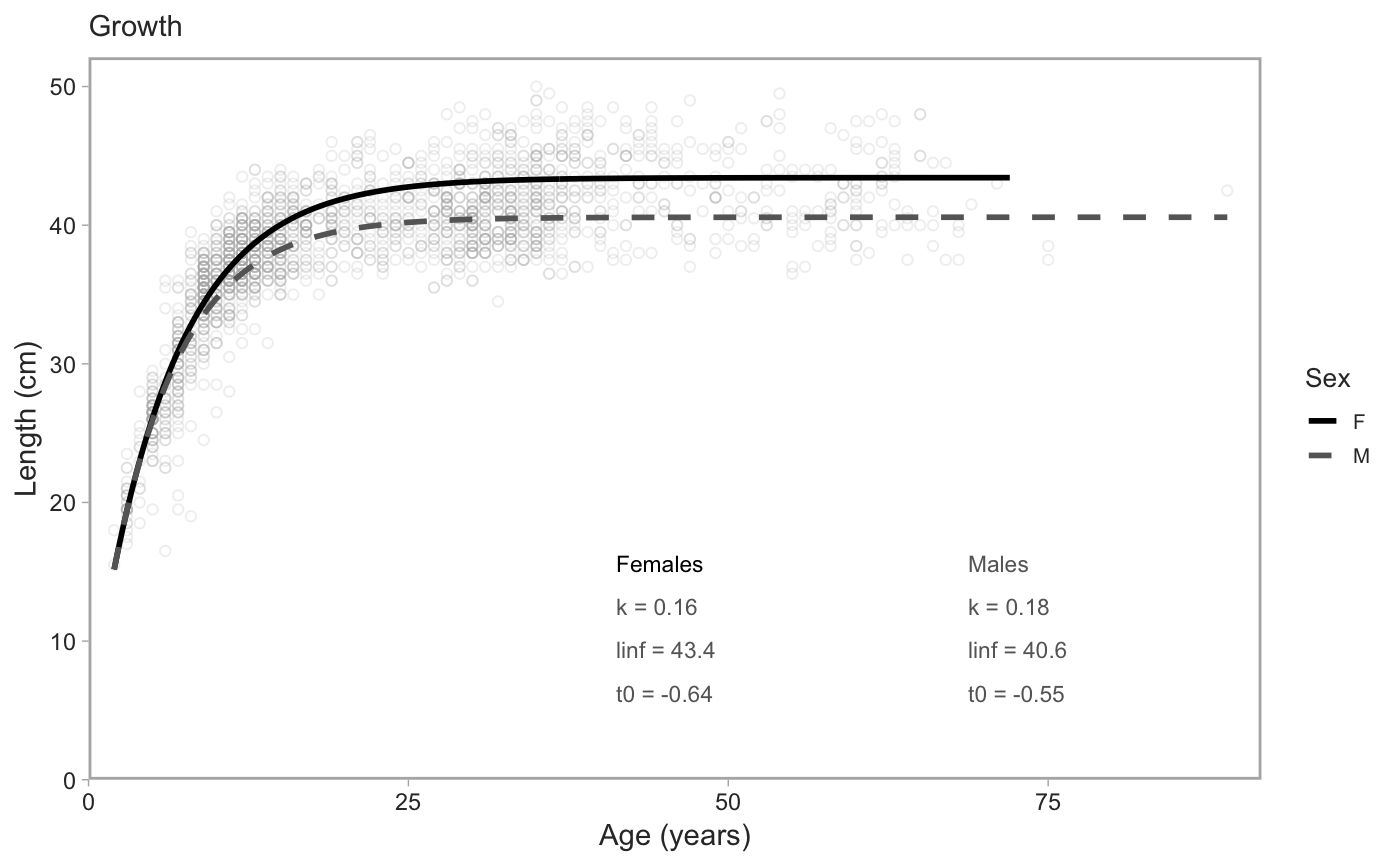 Growth
50
40
30
20
10
0
Length (cm)
0 25 50 75
Age (years)
Females
k = 0.16
linf = 43.4
t0 = -0.64
Males
k = 0.18
linf = 40.6
t0 = -0.55
Sex
F
M